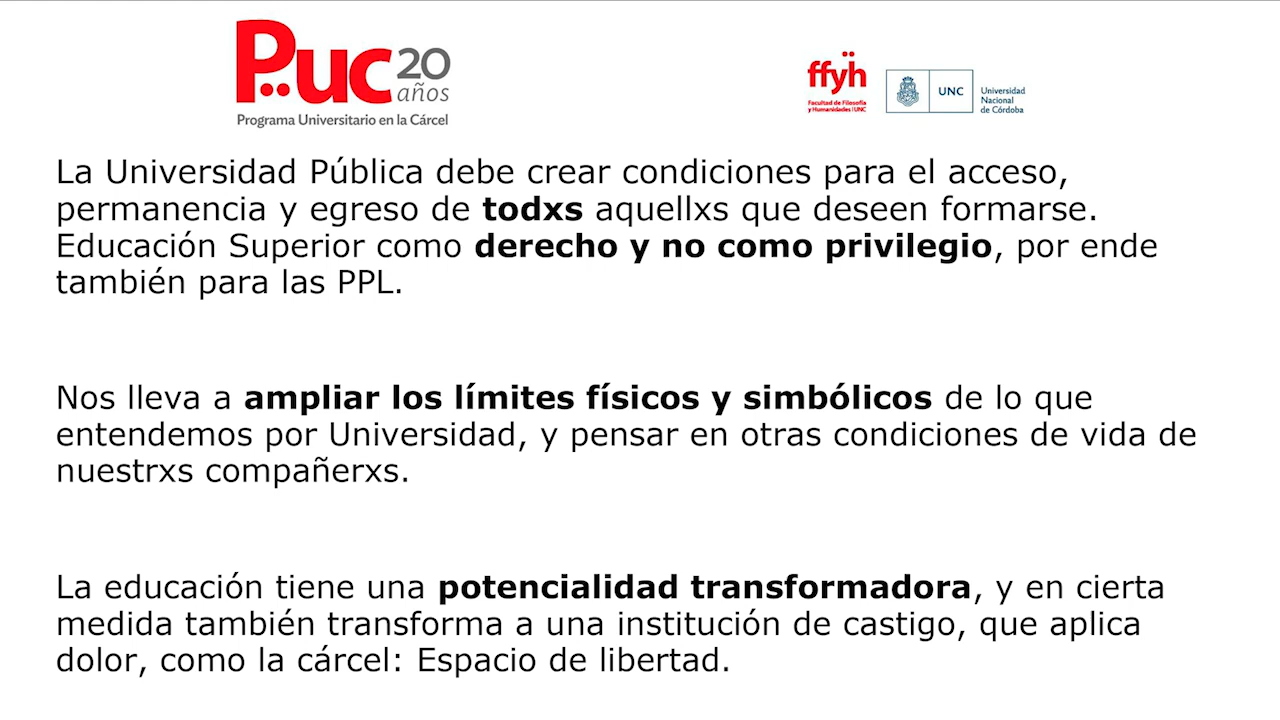 Puc 20 años
Programa Universitario en la Cárcel
ffyh
Facultad de Filosofía
y Humanidades | UNC
UNC
Universidad
Nacional
de Córdoba
La Universidad Pública debe crear condiciones para el acceso,
permanencia y egreso de todxs aquellxs que deseen formarse.
Educación Superior como derecho y no como privilegio, por ende
también para las PPL.
Nos lleva a ampliar los límites físicos y simbólicos de lo que
entendemos por Universidad, y pensar en otras condiciones de vida de
nuestrxs compañerxs.
La educación tiene una potencialidad transformadora, y en cierta
medida también transforma a una institución de castigo, que aplica
dolor, como la cárcel: Espacio de libertad.